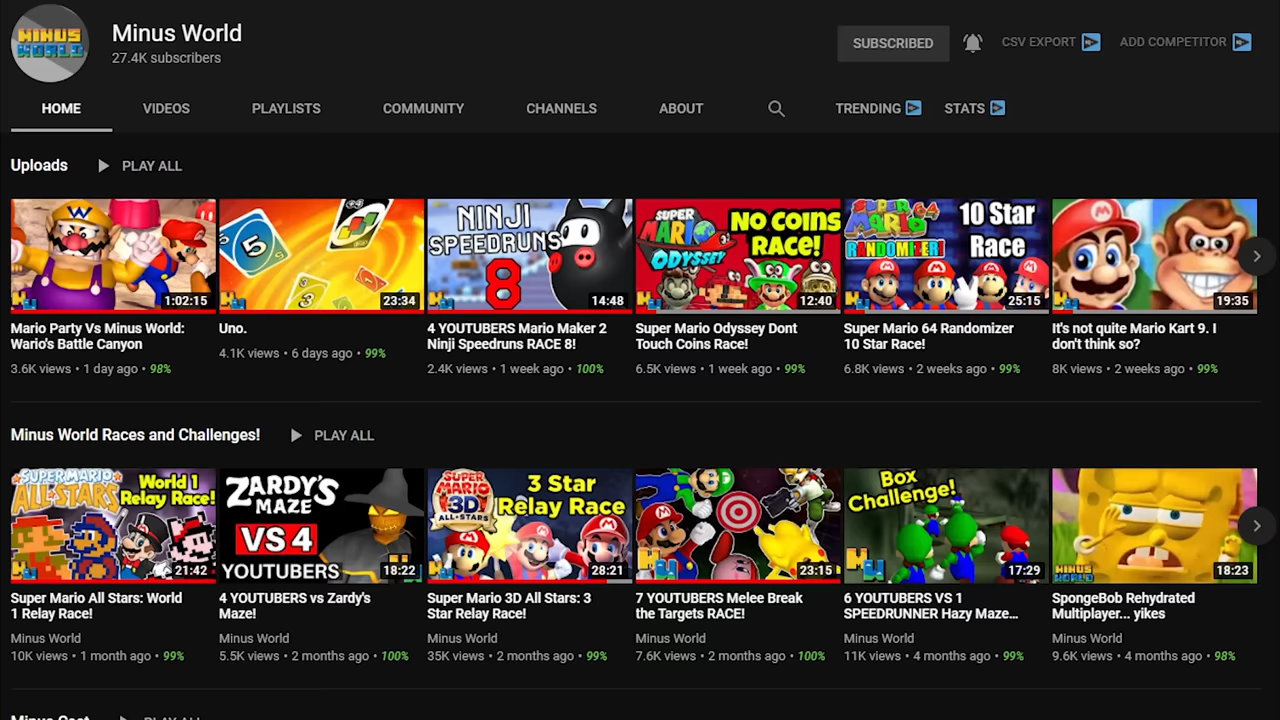 MINUS WORLD
Minus World
27.4K subscribers
SUBSCRIBED
CSV EXPORT
ADD COMPETITOR
HOME
VIDEOS
PLAYLISTS
COMMUNITY
CHANNELS
ABOUT
TRENDING
STATS
Uploads
PLAY ALL
1:02:15
5
3
23:34
NINJI
SPEEDRUNS
8
14:48
SUPER
MARIO
ODYSSEY
NO COINS
RACE!
12:40
SUPER
MARIO 64
RANDOMIZER!
10 Star
Race
25:15
19:35
Mario Party Vs Minus World:
Wario's Battle Canyon
3.6K views • 1 day ago • 98%
Uno.
4.1K views • 6 days ago • 99%
4 YOUTUBERS Mario Maker 2
Ninji Speedruns RACE 8!
2.4K views • 1 week ago • 100%
Super Mario Odyssey Dont
Touch Coins Race!
6.5K views • 1 week ago • 99%
Super Mario 64 Randomizer
10 Star Race!
6.8K views • 2 weeks ago • 99%
It's not quite Mario Kart 9. I
don't think so?
8K views • 2 weeks ago • 99%
Minus World Races and Challenges!
PLAY ALL
SUPER MARIO
ALL-STARS
World 1
Relay Race!
21:42
ZARDY'S
MAZE
VS 4
YOUTUBERS
18:22
SUPER
MARIO
3D
ALL-STARS
3 Star
Relay Race
28:21
23:15
Box
Challenge!
17:29
MINUS
WORLD
18:23
Super Mario All Stars: World
1 Relay Race!
Minus World
10K views • 1 month ago • 99%
4 YOUTUBERS vs Zardy's
Maze!
Minus World
5.5K views • 2 months ago • 100%
Super Mario 3D All Stars: 3
Star Relay Race!
Minus World
35K views • 2 months ago • 99%
7 YOUTUBERS Melee Break
the Targets RACE!
Minus World
7.6K views • 2 months ago • 100%
6 YOUTUBERS VS 1
SPEEDRUNNER Hazy Maze...
Minus World
11K views • 4 months ago • 99%
SpongeBob Rehydrated
Multiplayer... yikes
Minus World
9.6K views • 4 months ago • 98%